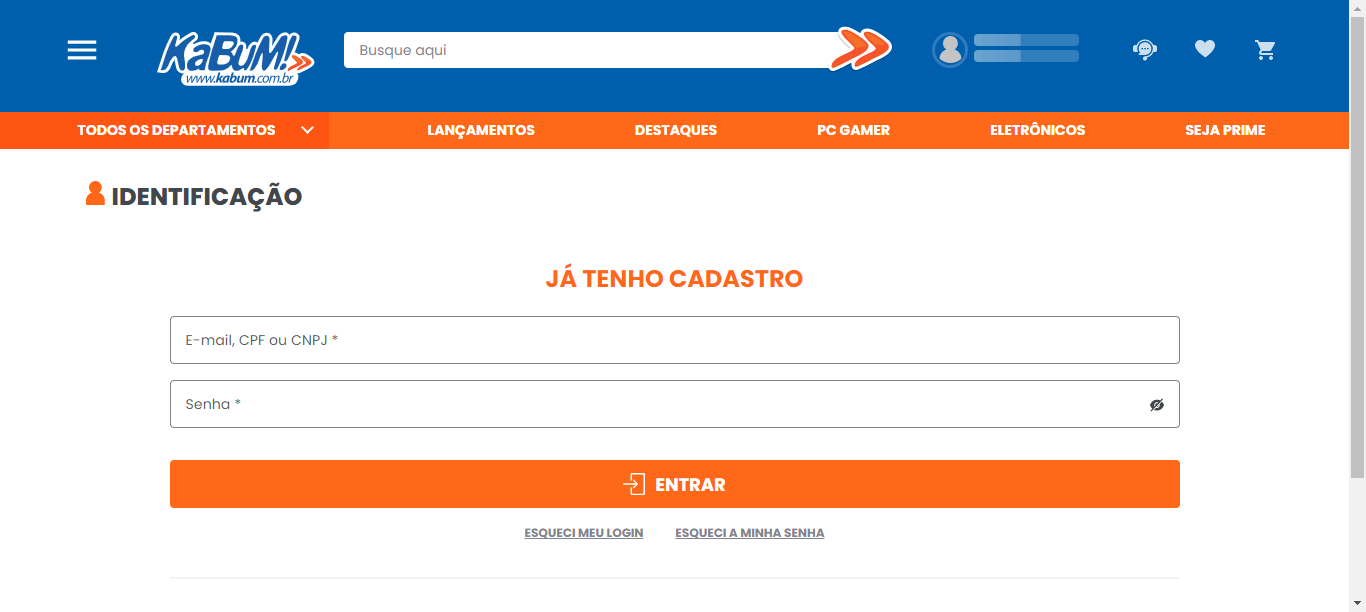 KaBuM!
www.kabum.com.br
Busque aqui
TODOS OS DEPARTAMENTOS LANÇAMENTOS DESTAQUES PC GAMER ELETRÔNICOS SEJA PRIME
IDENTIFICAÇÃO
JÁ TENHO CADASTRO
E-mail, CPF ou CNPJ *
Senha *
ENTRAR
ESQUECI MEU LOGIN ESQUECI A MINHA SENHA